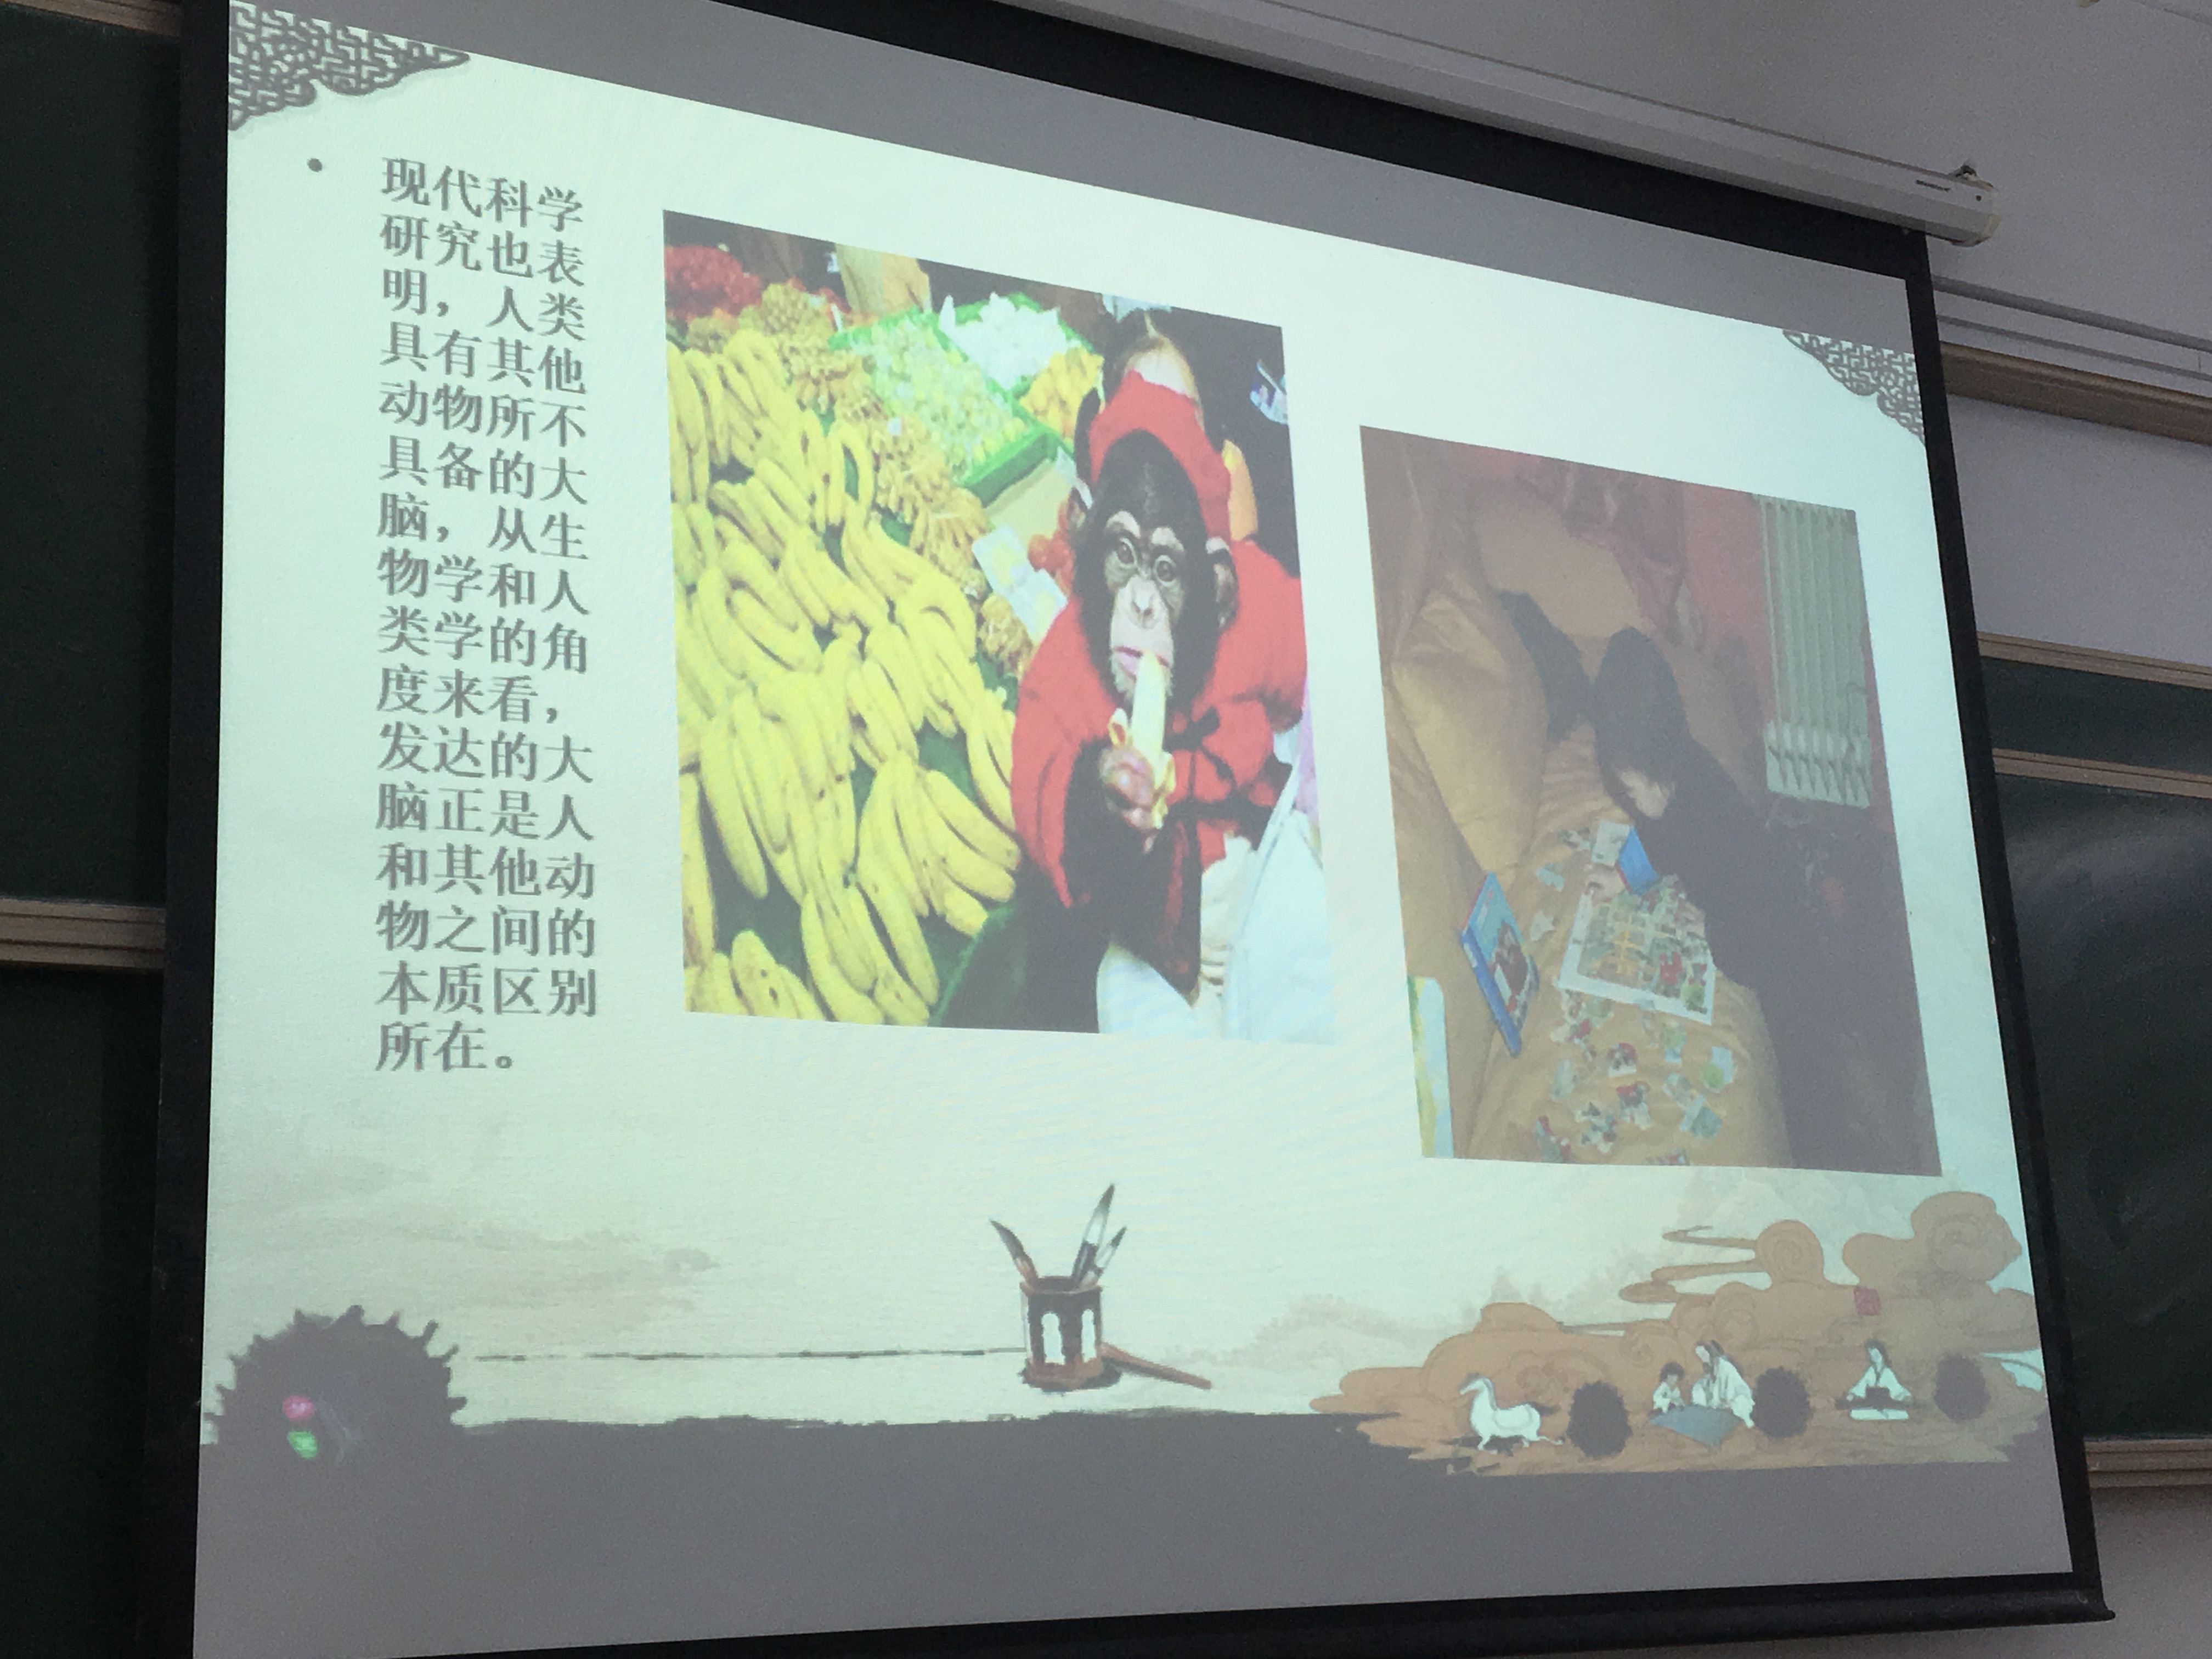 现代科学
研究也表
明，人类
具有其他
动物所不
具备的大
脑，从生
物学和人
类学的角
度来看，
发达的大
脑正是人
和其他动
物之间的
本质区别
所在。